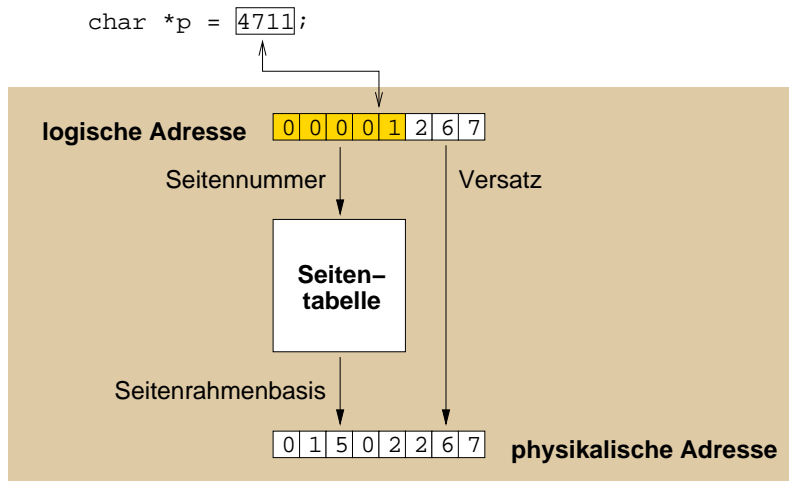 char *p = 4711;
logische Adresse 0 0 0 0 1 2 6 7
Seitennummer Versatz
Seiten–
tabelle
Seitenrahmenbasis
0 1 5 0 2 2 6 7 physikalische Adresse